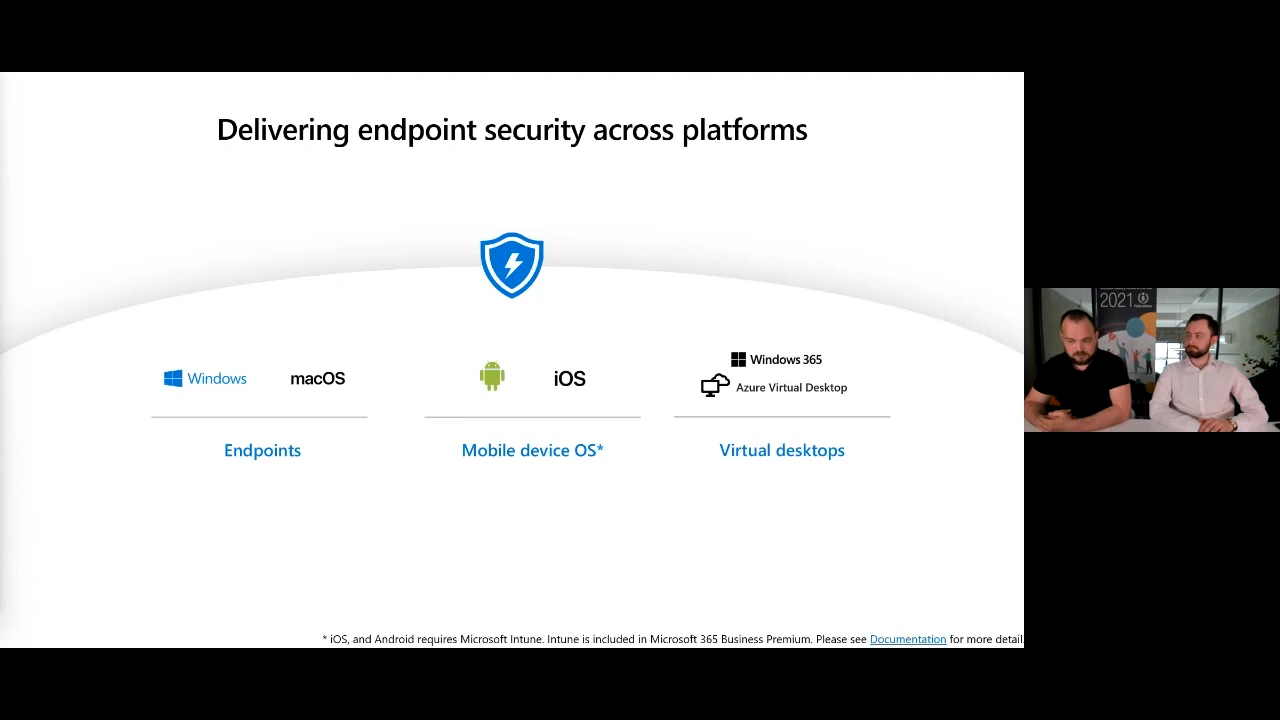 Delivering endpoint security across platforms
Windows
macOS
iOS
Windows 365
Azure Virtual Desktop
Endpoints
Mobile device OS*
Virtual desktops
* iOS, and Android requires Microsoft Intune. Intune is included in Microsoft 365 Business Premium. Please see Documentation for more detail
2021